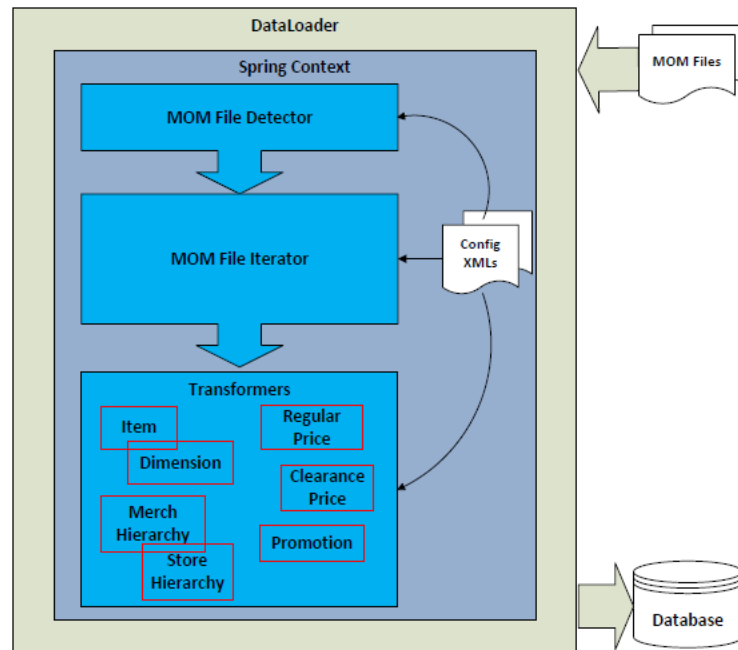 DataLoader
Spring Context
MOM Files
MOM File Detector
MOM File Iterator
Config
XMLs
Transformers
Item
Regular
Price
Dimension
Clearance
Price
Merch
Hierarchy
Promotion
Store
Hierarchy
Database